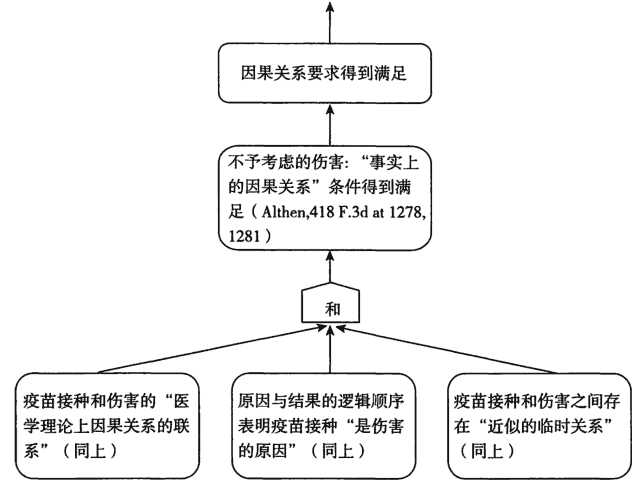 因果关系要求得到满足
不予考虑的伤害：“事实上
的因果关系”条件得到满
足（Althen,418 F.3d at 1278,
1281）
和
疫苗接种和伤害的“医
学理论上因果关系的联
系”（同上）
原因与结果的逻辑顺序
表明疫苗接种“是伤害
的原因”（同上）
疫苗接种和伤害之间存
在“近似的临时关系”
（同上）